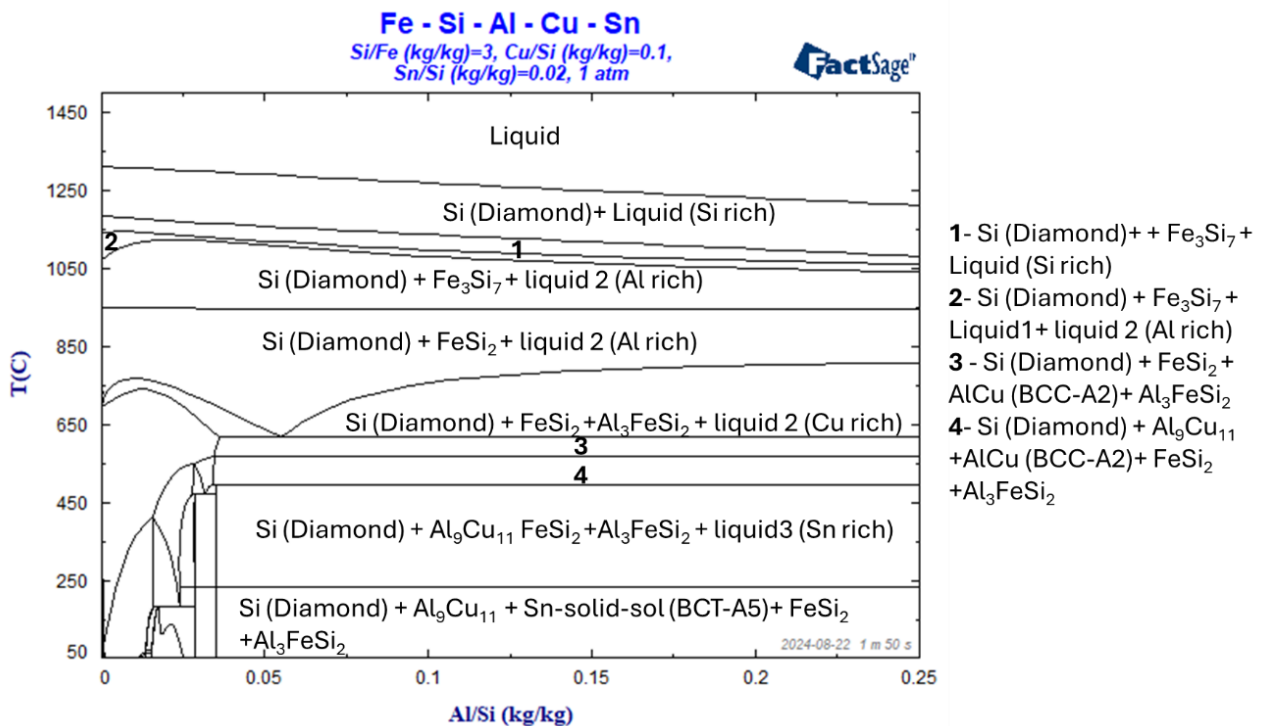 Fe - Si - Al - Cu - Sn
Si/Fe (kg/kg)=3, Cu/Si (kg/kg)=0.1,
Sn/Si (kg/kg)=0.02, 1 atm
FactSage"
1450
1250
1050
850
650
450
250
50
T(C)
Liquid
Si (Diamond)+ Liquid (Si rich)
2
1
Si (Diamond) + Fe₃Si₇ + liquid 2 (Al rich)
Si (Diamond) + FeSi₂ + liquid 2 (Al rich)
Si (Diamond) + FeSi₂+Al₃FeSi₂ + liquid 2 (Cu rich)
3
4
Si (Diamond) + Al₉Cu₁₁ FeSi₂+Al₃FeSi₂ + liquid3 (Sn rich)
Si (Diamond) + Al₉Cu₁₁ + Sn-solid-sol (BCT-A5)+ FeSi₂
+Al₃FeSi₂
2024-08-22 1 m 50 s
0
0.05
0.1
0.15
0.2
0.25
Al/Si (kg/kg)
1- Si (Diamond)+ + Fe₃Si₇ +
Liquid (Si rich)
2- Si (Diamond) + Fe₃Si₇ +
Liquid1+ liquid 2 (Al rich)
3 - Si (Diamond) + FeSi₂ +
AlCu (BCC-A2)+ Al₃FeSi₂
4- Si (Diamond) + Al₉Cu₁₁
+AlCu (BCC-A2)+ FeSi₂
+Al₃FeSi₂